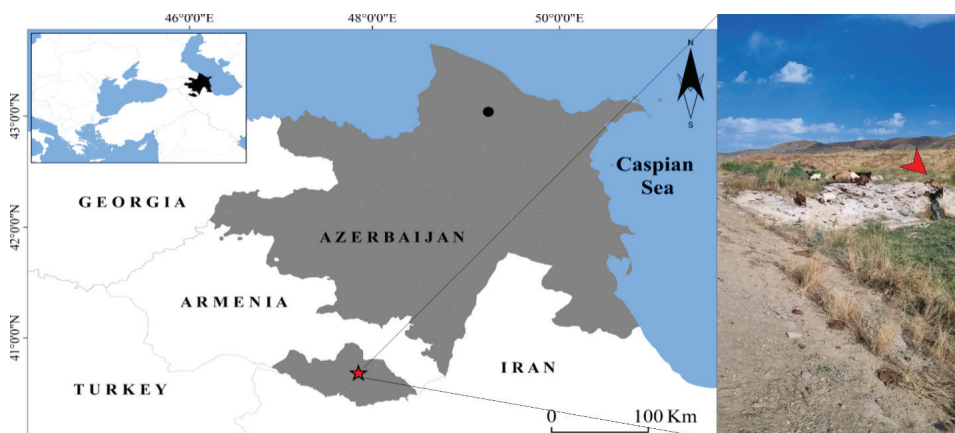 46°0'0"E
48°0'0"E
50°0'0"E
43°0'0"N
42°0'0"N
41°0'0"N
N
S
Caspian
Sea
GEORGIA
AZERBAIJAN
ARMENIA
IRAN
TURKEY
0
100 Km